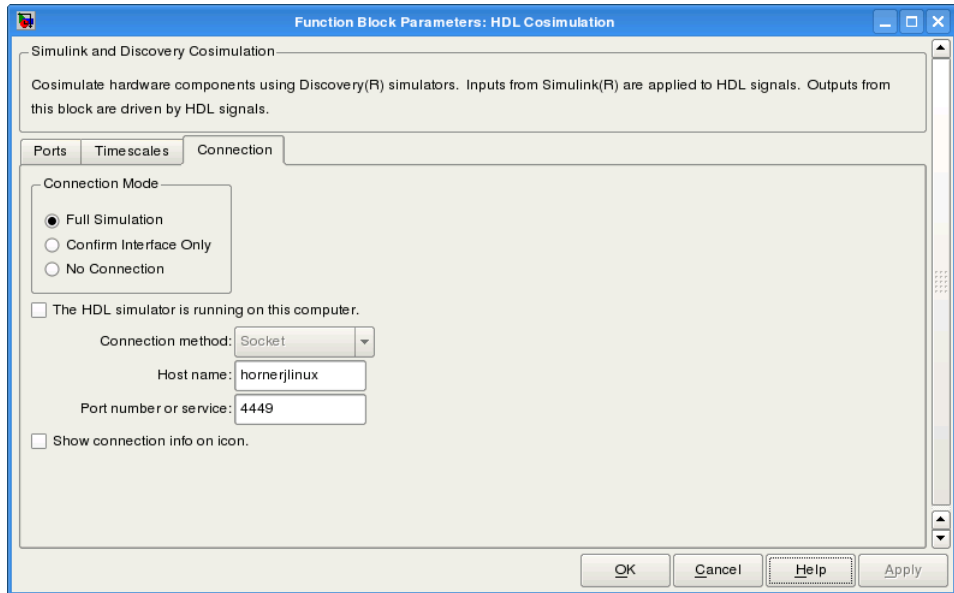 Function Block Parameters: HDL Cosimulation
Simulink and Discovery Cosimulation
Cosimulate hardware components using Discovery(R) simulators. Inputs from Simulink(R) are applied to HDL signals. Outputs from
this block are driven by HDL signals.
Ports Timescales Connection
Connection Mode
Full Simulation
Confirm Interface Only
No Connection
The HDL simulator is running on this computer.
Connection method: Socket
Host name: hornerjlinux
Port number or service: 4449
Show connection info on icon.
OK Cancel Help Apply